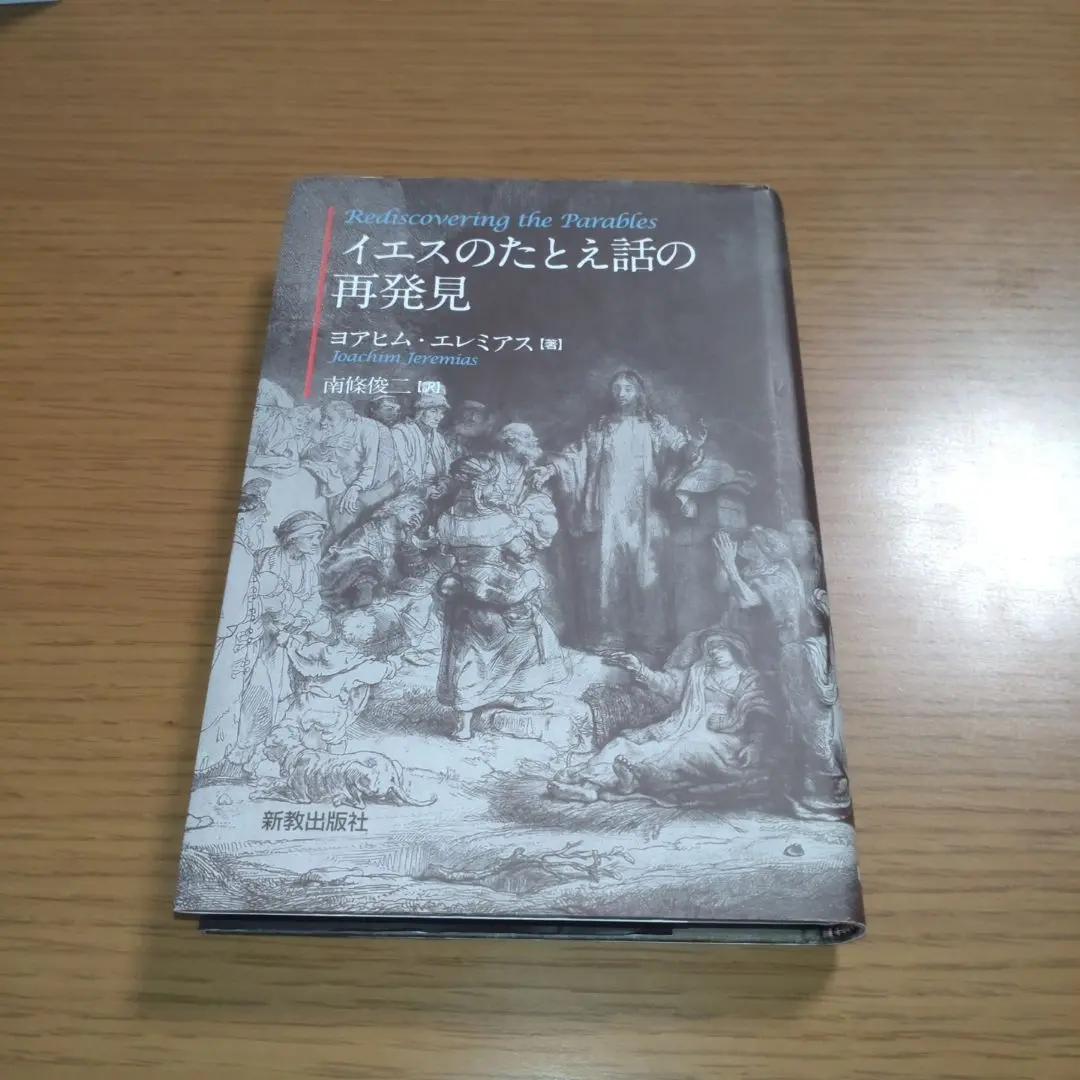 Rediscovering the Parables
イエスのたとえ話の
再発見
ヨアヒム・エレミアス【著】
Joachim Jeremias
南條俊二【訳】
新教出版社